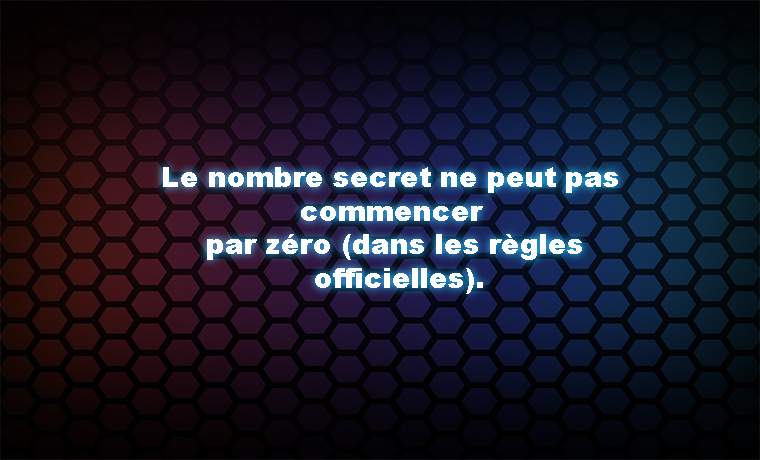 Le nombre secret ne peut pas
commencer
par zéro (dans les règles
officielles).